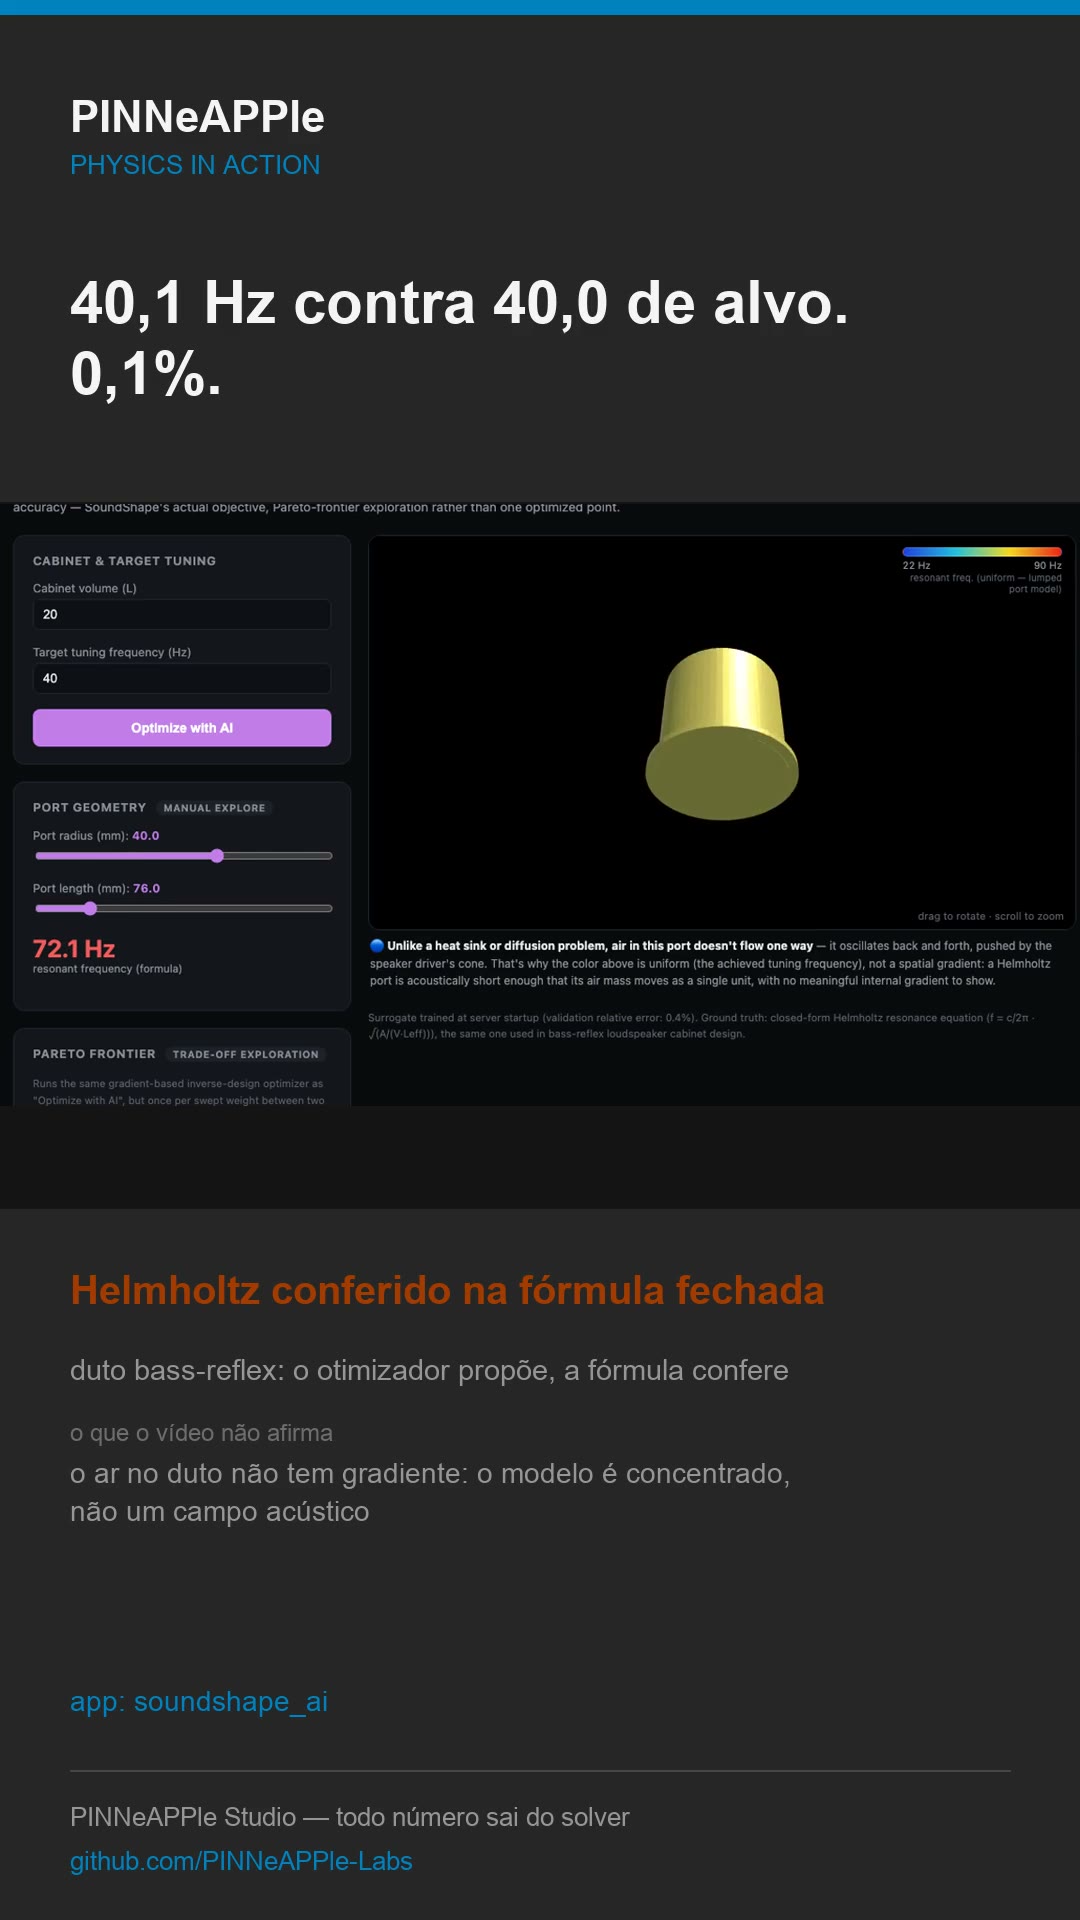 PINNeAPPle
PHYSICS IN ACTION
40,1 Hz contra 40,0 de alvo.
0,1%.
accuracy — SoundShape's actual objective, Pareto-frontier exploration rather than one optimized point.
CABINET & TARGET TUNING
Cabinet volume (L)
20
Target tuning frequency (Hz)
40
Optimize with AI
PORT GEOMETRY MANUAL EXPLORE
Port radius (mm): 40.0
Port length (mm): 76.0
72.1 Hz
resonant frequency (formula)
PARETO FRONTIER TRADE-OFF EXPLORATION
Runs the same gradient-based inverse-design optimizer as
"Optimize with AI", but once per swept weight between two
22 Hz 90 Hz
resonant freq. (uniform — lumped
port model)
drag to rotate · scroll to zoom
Unlike a heat sink or diffusion problem, air in this port doesn't flow one way — it oscillates back and forth, pushed by the
speaker driver's cone. That's why the color above is uniform (the achieved tuning frequency), not a spatial gradient: a Helmholtz
port is acoustically short enough that its air mass moves as a single unit, with no meaningful internal gradient to show.
Surrogate trained at server startup (validation relative error: 0.4%). Ground truth: closed-form Helmholtz resonance equation (f = c/2π ·
√(A/(V·Leff))), the same one used in bass-reflex loudspeaker cabinet design.
Helmholtz conferido na fórmula fechada
duto bass-reflex: o otimizador propõe, a fórmula confere
o que o vídeo não afirma
o ar no duto não tem gradiente: o modelo é concentrado,
não um campo acústico
app: soundshape_ai
PINNeAPPle Studio — todo número sai do solver
github.com/PINNeAPPle-Labs